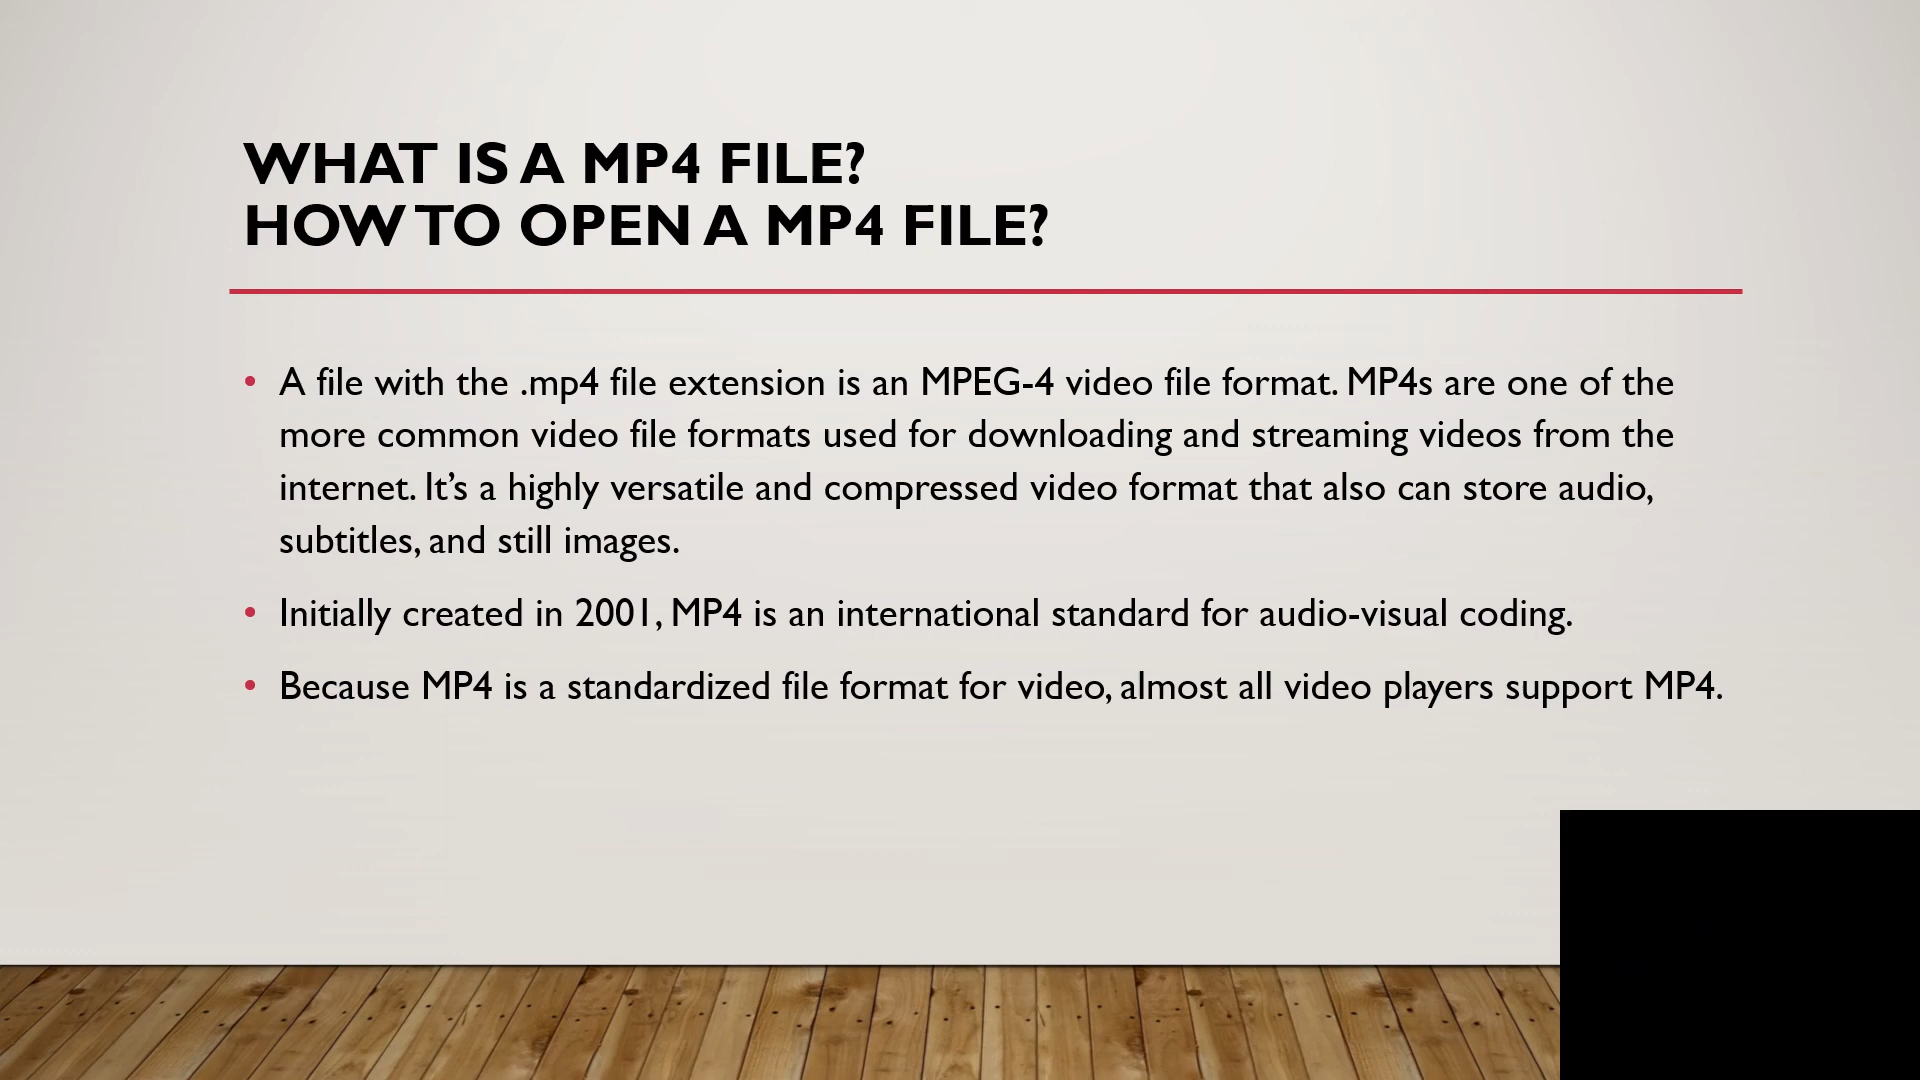 WHAT IS A MP4 FILE?
HOW TO OPEN A MP4 FILE?
• A file with the .mp4 file extension is an MPEG-4 video file format. MP4s are one of the
more common video file formats used for downloading and streaming videos from the
internet. It’s a highly versatile and compressed video format that also can store audio,
subtitles, and still images.
• Initially created in 2001, MP4 is an international standard for audio-visual coding.
• Because MP4 is a standardized file format for video, almost all video players support MP4.